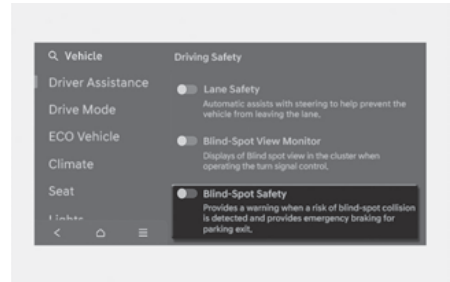 Vehicle
Driver Assistance
Drive Mode
ECO Vehicle
Climate
Seat
Lights
Driving Safety
Lane Safety
Automatic assists with steering to help prevent the
vehicle from leaving the lane.
Blind-Spot View Monitor
Displays of Blind spot view in the cluster when
operating the turn signal control.
Blind-Spot Safety
Provides a warning when a risk of blind-spot collision
is detected and provides emergency braking for
parking exit.